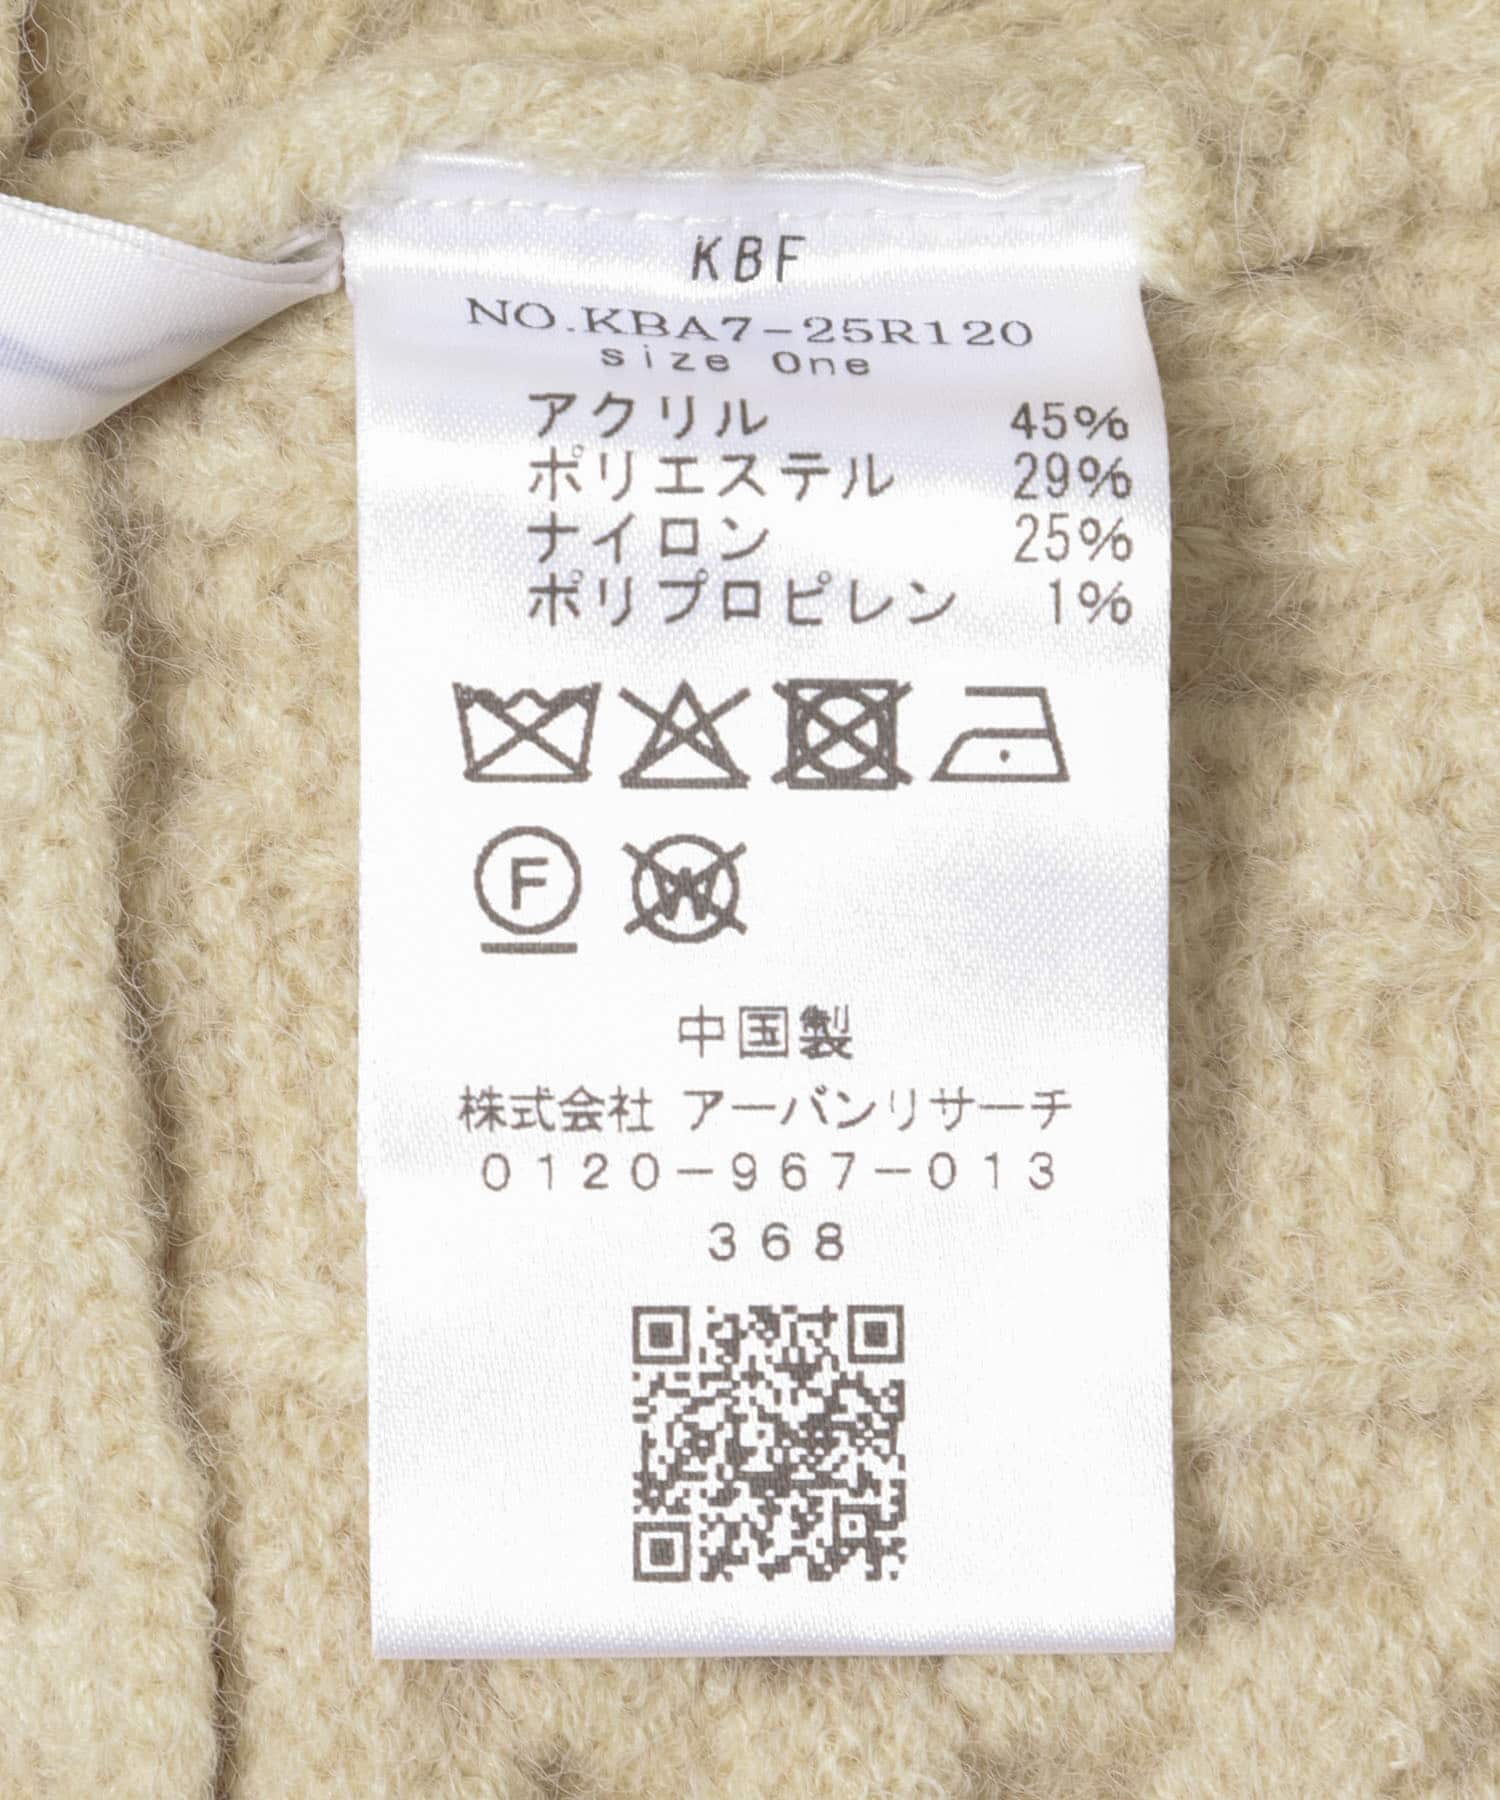 KBF
NO.KBA7-25R120
size One
アクリル 45%
ポリエステル 29%
ナイロン 25%
ポリプロピレン 1%
F W
中国製
株式会社 アーバンリサーチ
0120-967-013
368